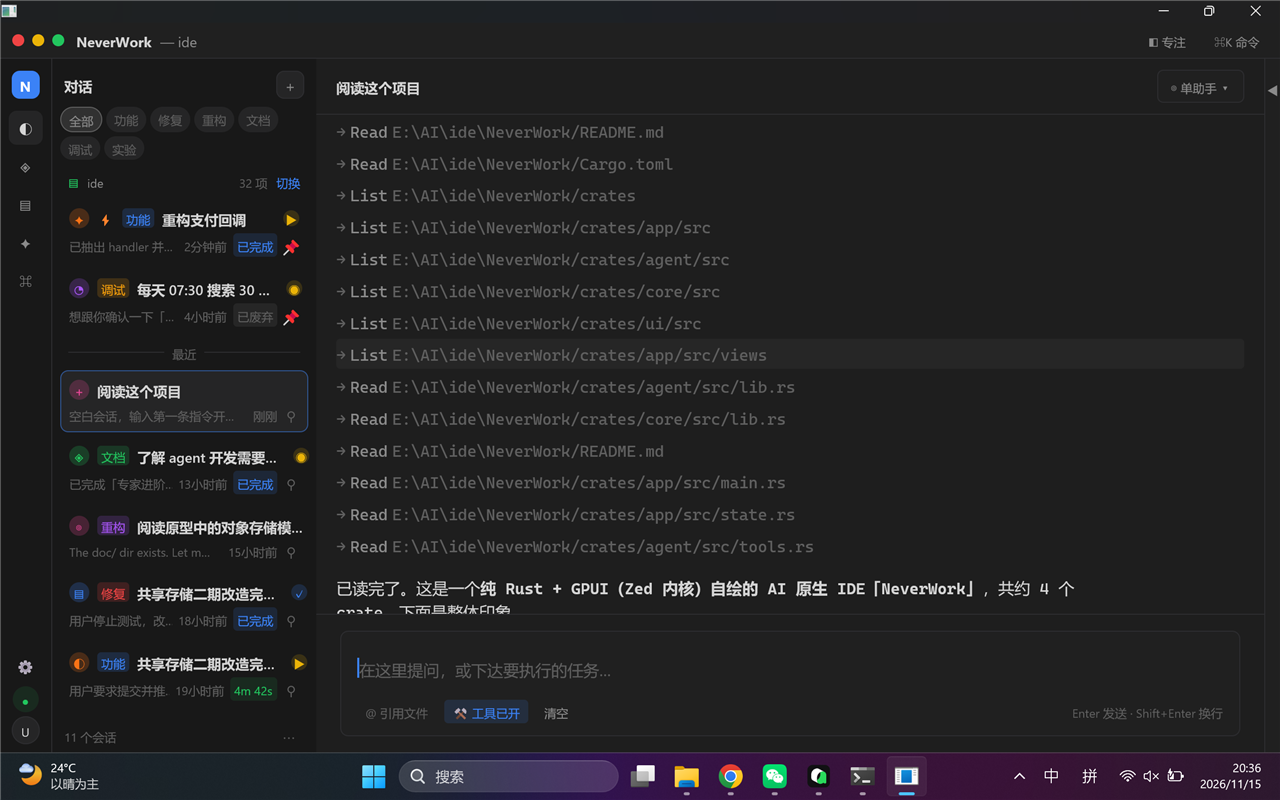 NeverWork — ide
专注
⌘K 命令
N
对话
+
全部 功能 修复 重构 文档
调试 实验
ide 32 项 切换
功能 重构支付回调
已抽出 handler 并... 2分钟前 已完成
调试 每天 07:30 搜索 30 ...
想跟你确认一下「... 4小时前 已废弃
最近
阅读这个项目
空白会话，输入第一条指令开... 刚刚
文档 了解 agent 开发需要...
已完成「专家进阶... 13小时前 已完成
重构 阅读原型中的对象存储模...
The doc/ dir exists. Let m... 15小时前
修复 共享存储二期改造完...
用户停止测试，改... 18小时前 已完成
功能 共享存储二期改造完...
用户要求提交并推... 19小时前 4m 42s
11 个会话 ...
U
阅读这个项目
单助手
→ Read E:\AI\ide\NeverWork/README.md
→ Read E:\AI\ide\NeverWork/Cargo.toml
→ List E:\AI\ide\NeverWork/crates
→ List E:\AI\ide\NeverWork/crates/app/src
→ List E:\AI\ide\NeverWork/crates/agent/src
→ List E:\AI\ide\NeverWork/crates/core/src
→ List E:\AI\ide\NeverWork/crates/ui/src
→ List E:\AI\ide\NeverWork/crates/app/src/views
→ Read E:\AI\ide\NeverWork/crates/agent/src/lib.rs
→ Read E:\AI\ide\NeverWork/crates/core/src/lib.rs
→ Read E:\AI\ide\NeverWork/README.md
→ Read E:\AI\ide\NeverWork/crates/app/src/main.rs
→ Read E:\AI\ide\NeverWork/crates/app/src/state.rs
→ Read E:\AI\ide\NeverWork/crates/agent/src/tools.rs
已读完了。这是一个纯 Rust + GPUI（Zed 内核）自绘的 AI 原生 IDE「NeverWork」，共约 4 个
crate。下面是整体印象
在这里提问，或下达要执行的任务...
@ 引用文件 工具已开 清空
Enter 发送 · Shift+Enter 换行
24°C
以晴为主
搜索
中 拼
20:36
2026/11/15